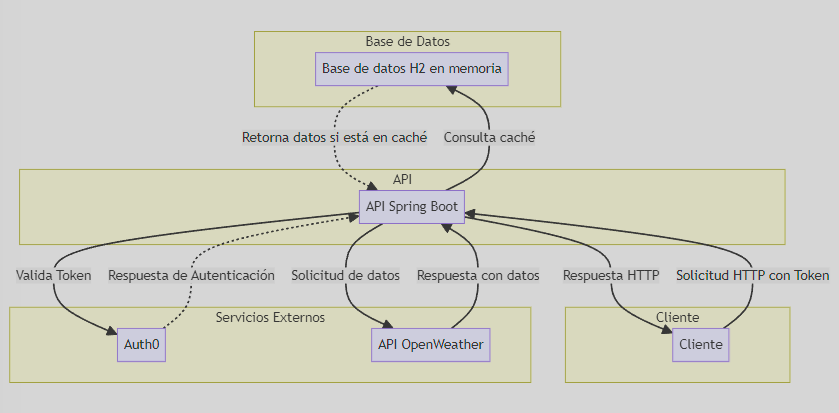 Base de Datos
Base de datos H2 en memoria
Retorna datos si está en caché
Consulta caché
API
API Spring Boot
Valida Token
Respuesta de Autenticación
Solicitud de datos
Respuesta con datos
Respuesta HTTP
Solicitud HTTP con Token
Servicios Externos
Cliente
Auth0
API OpenWeather
Cliente